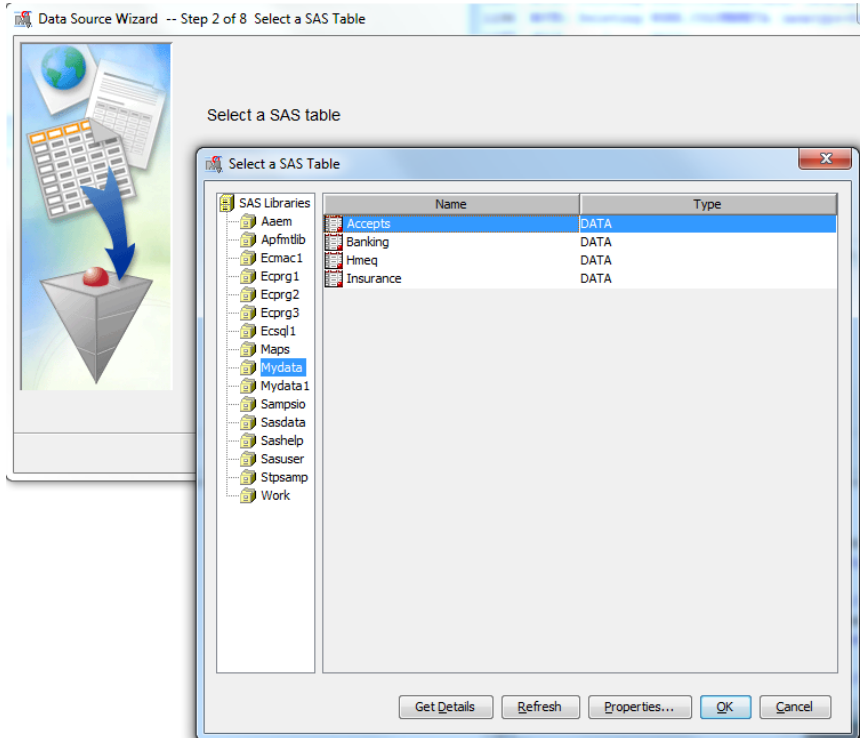 Data Source Wizard -- Step 2 of 8 Select a SAS Table
Select a SAS table
Select a SAS Table
SAS Libraries
Aaem
Apfmtlib
Ecmac1
Ecprg1
Ecprg2
Ecprg3
Ecsql1
Maps
Mydata
Mydata1
Sampsio
Sasdata
Sashelp
Sasuser
Stpsamp
Work
Name Type
Accepts DATA
Banking DATA
Hmeq DATA
Insurance DATA
Get Details Refresh Properties... OK Cancel